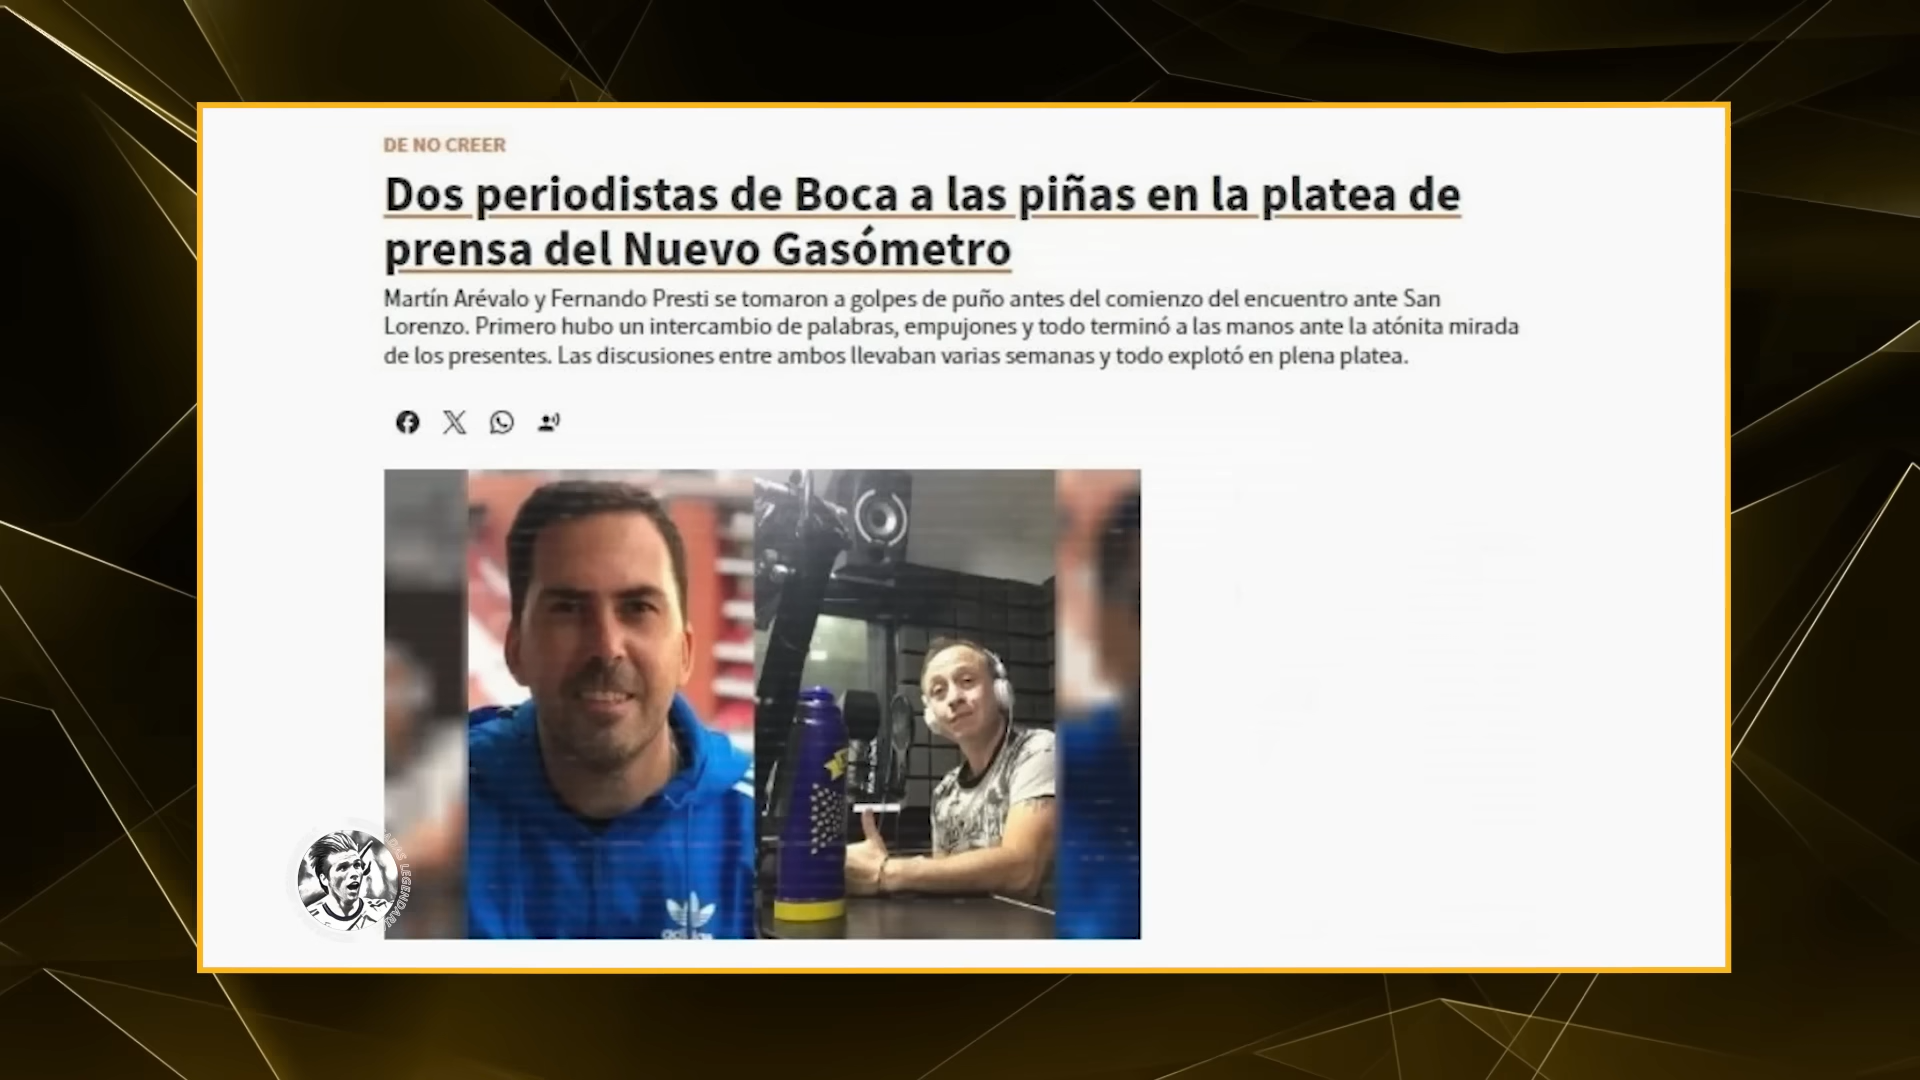 DE NO CREER
Dos periodistas de Boca a las piñas en la platea de
prensa del Nuevo Gasómetro
Martín Arévalo y Fernando Presti se tomaron a golpes de puño antes del comienzo del encuentro ante San
Lorenzo. Primero hubo un intercambio de palabras, empujones y todo terminó a las manos ante la atónita mirada
de los presentes. Las discusiones entre ambos llevaban varias semanas y todo explotó en plena platea.
adidas